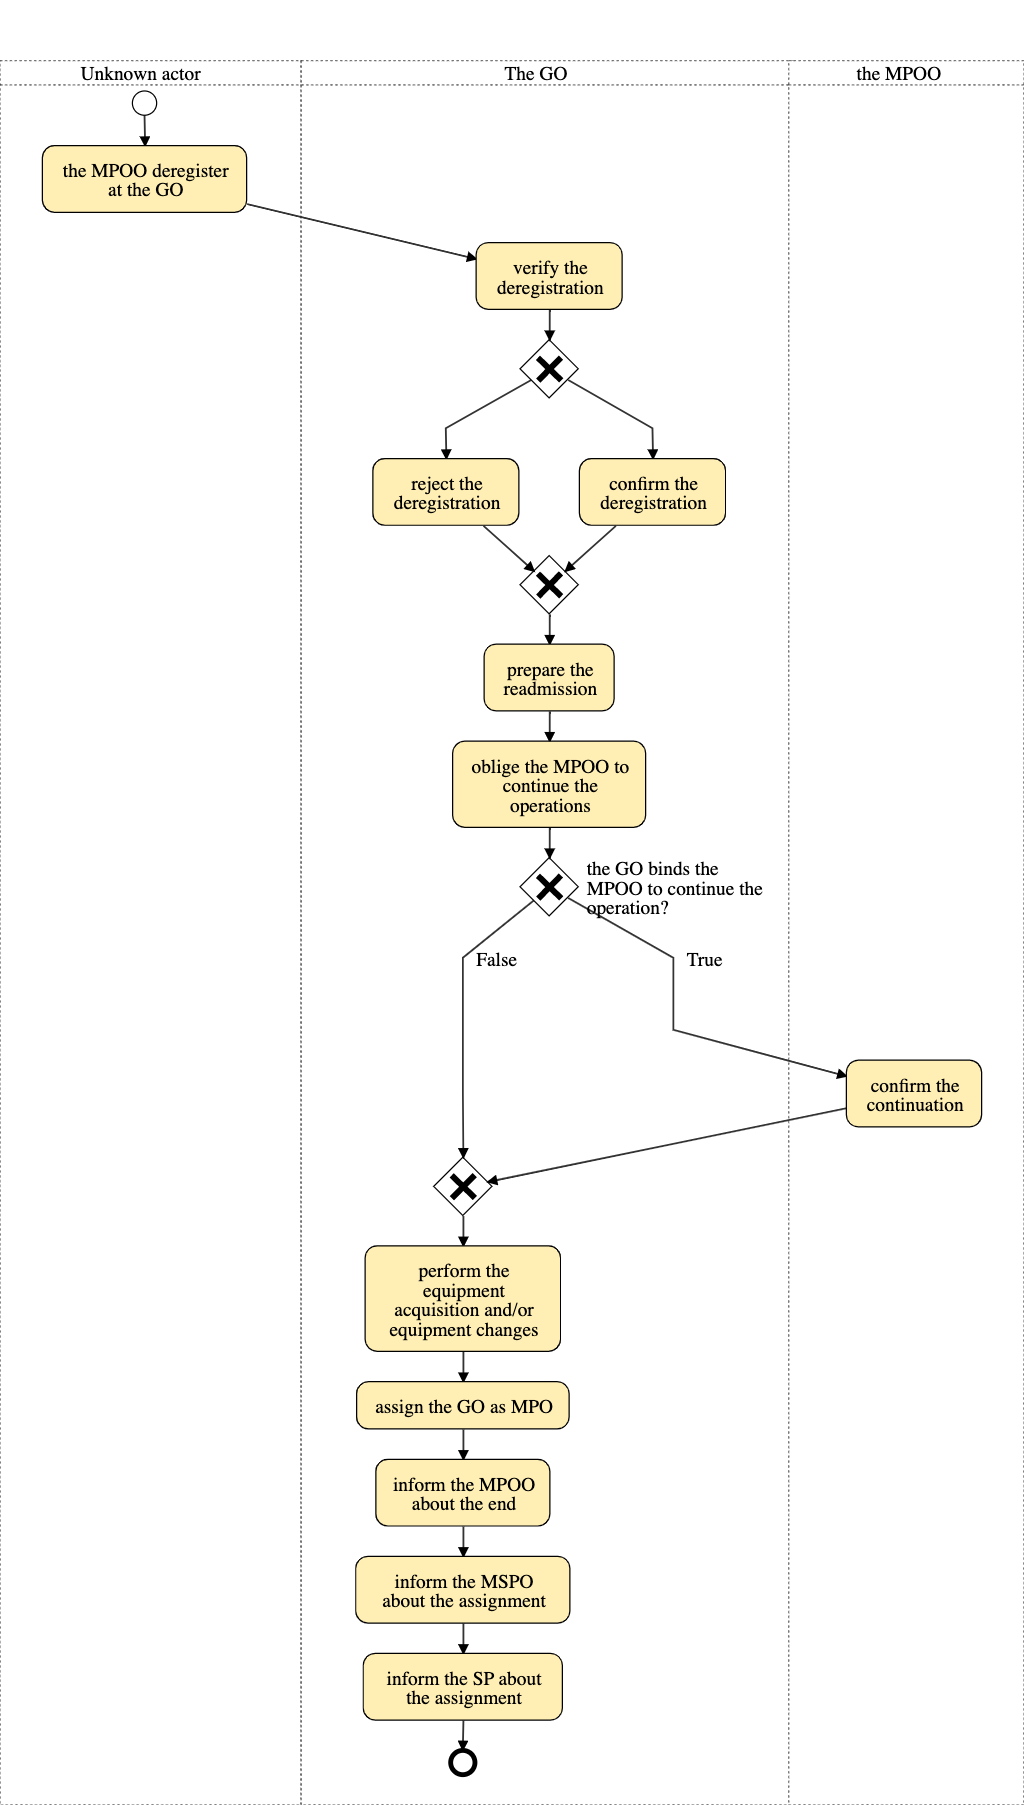 Unknown actor
The GO
the MPOO
the MPOO deregister
at the GO
verify the
deregistration
reject the
deregistration
confirm the
deregistration
prepare the
readmission
oblige the MPOO to
continue the
operations
the GO binds the
MPOO to continue the
operation?
False
True
confirm the
continuation
perform the
equipment
acquisition and/or
equipment changes
assign the GO as MPO
inform the MPOO
about the end
inform the MSPO
about the assignment
inform the SP about
the assignment